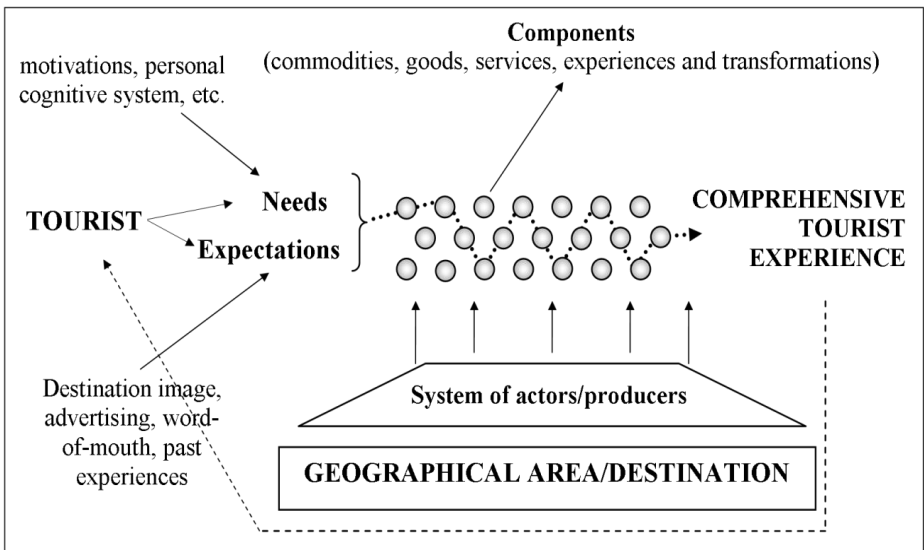 Components
(commodities, goods, services, experiences and transformations)
motivations, personal
cognitive system, etc.
TOURIST
Needs
Expectations
COMPREHENSIVE
TOURIST
EXPERIENCE
Destination image,
advertising, word-
of-mouth, past
experiences
System of actors/producers
GEOGRAPHICAL AREA/DESTINATION